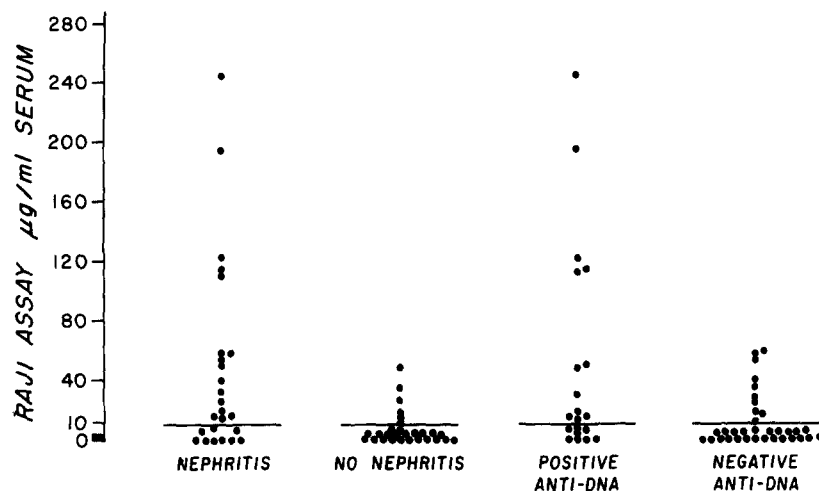 RAJI ASSAY µg/ml SERUM
280
240
200
160
120
80
40
10
0
NEPHRITIS
NO NEPHRITIS
POSITIVE
ANTI-DNA
NEGATIVE
ANTI-DNA